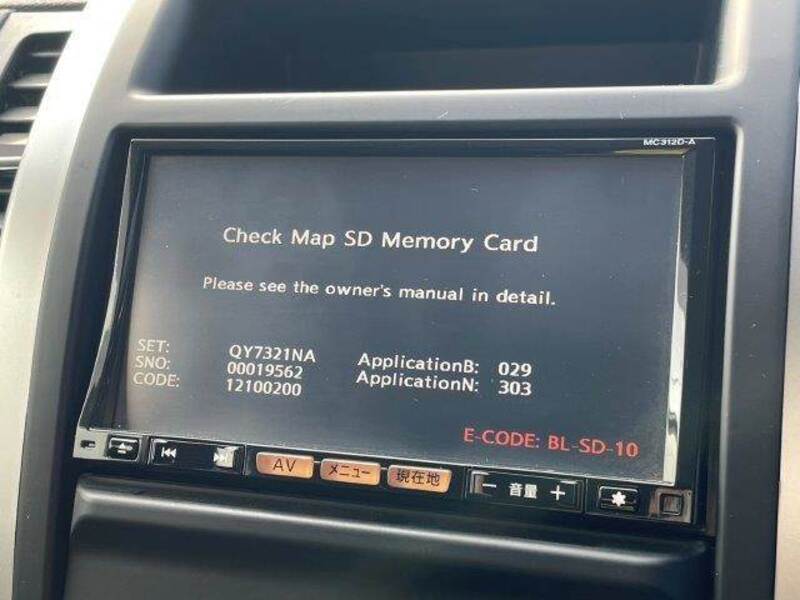 MC312D-A
Check Map SD Memory Card
Please see the owner's manual in detail.
SET: QY7321NA ApplicationB: 029
SNO: 00019562 ApplicationN: 303
CODE: 12100200
E-CODE: BL-SD-10
AV メニュー 現在地 − 音量 +